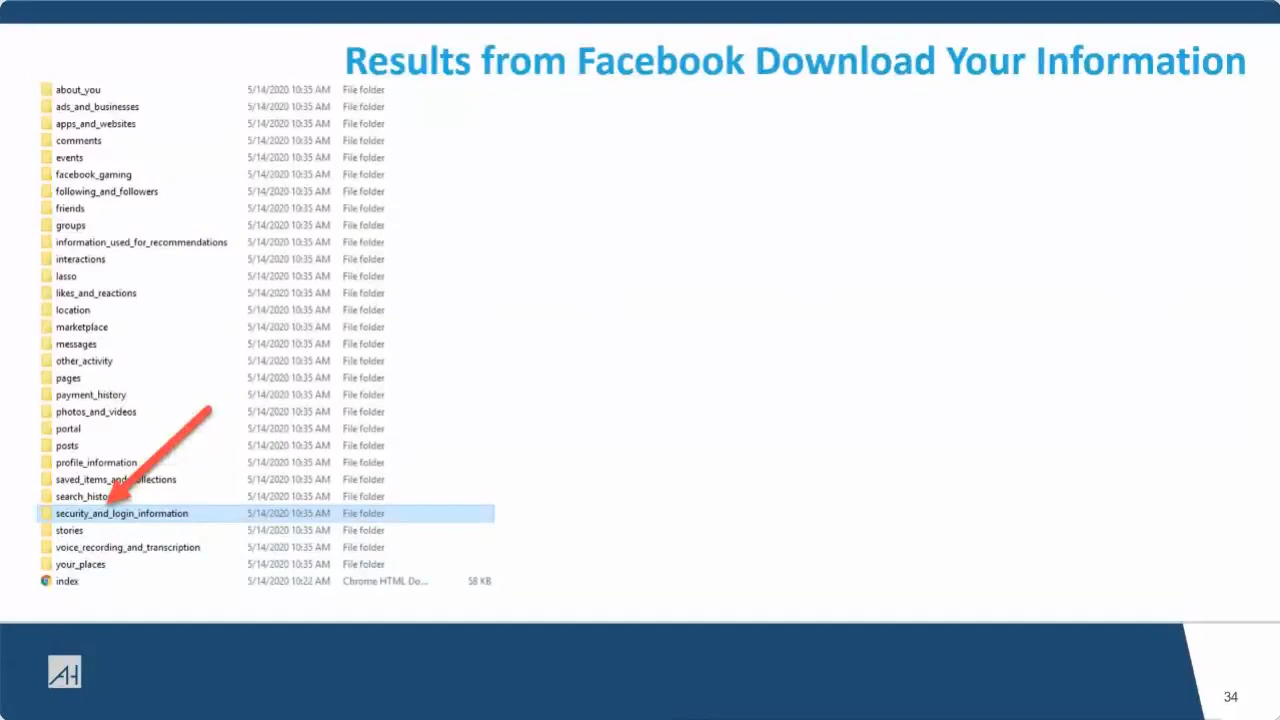 Results from Facebook Download Your Information
about_you 5/14/2020 10:35 AM File folder
ads_and_businesses 5/14/2020 10:35 AM File folder
apps_and_websites 5/14/2020 10:35 AM File folder
comments 5/14/2020 10:35 AM File folder
events 5/14/2020 10:35 AM File folder
facebook_gaming 5/14/2020 10:35 AM File folder
following_and_followers 5/14/2020 10:35 AM File folder
friends 5/14/2020 10:35 AM File folder
groups 5/14/2020 10:35 AM File folder
information_used_for_recommendations 5/14/2020 10:35 AM File folder
interactions 5/14/2020 10:35 AM File folder
lasso 5/14/2020 10:35 AM File folder
likes_and_reactions 5/14/2020 10:35 AM File folder
location 5/14/2020 10:35 AM File folder
marketplace 5/14/2020 10:35 AM File folder
messages 5/14/2020 10:35 AM File folder
other_activity 5/14/2020 10:35 AM File folder
pages 5/14/2020 10:35 AM File folder
payment_history 5/14/2020 10:35 AM File folder
photos_and_videos 5/14/2020 10:35 AM File folder
portal 5/14/2020 10:35 AM File folder
posts 5/14/2020 10:35 AM File folder
profile_information 5/14/2020 10:35 AM File folder
saved_items_and_collections 5/14/2020 10:35 AM File folder
search_histo 5/14/2020 10:35 AM File folder
security_and_login_information 5/14/2020 10:35 AM File folder
stories 5/14/2020 10:35 AM File folder
voice_recording_and_transcription 5/14/2020 10:35 AM File folder
your_places 5/14/2020 10:35 AM File folder
index 5/14/2020 10:22 AM Chrome HTML Do... 58 KB
AH
34